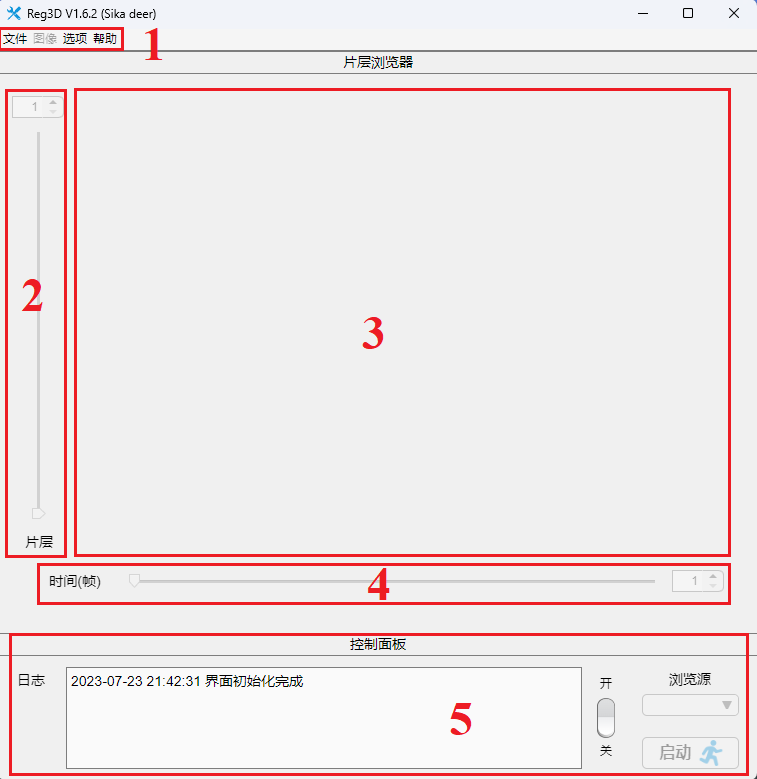 Reg3D V1.6.2 (Sika deer)
文件 图像 选项 帮助
1
片层浏览器
1
2
3
片层
时间(帧)
4
1
控制面板
日志
2023-07-23 21:42:31 界面初始化完成
5
开
关
浏览源
启动